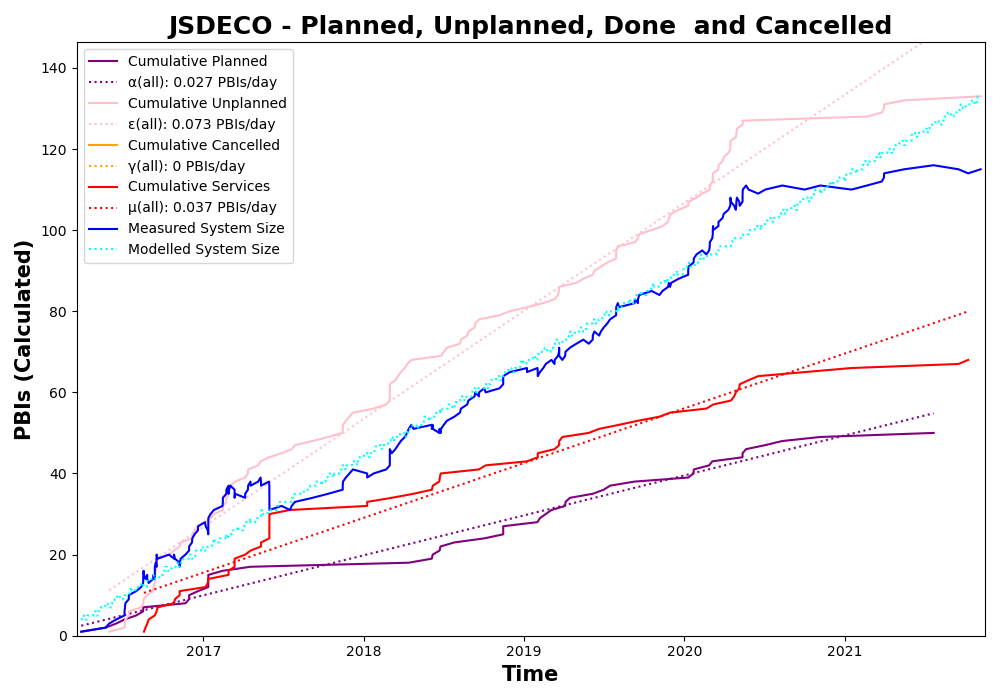 JSDECO - Planned, Unplanned, Done  and Cancelled
PBIs (Calculated)
140
120
100
80
60
40
20
0
Cumulative Planned
α(all): 0.027 PBIs/day
Cumulative Unplanned
ε(all): 0.073 PBIs/day
Cumulative Cancelled
γ(all): 0 PBIs/day
Cumulative Services
μ(all): 0.037 PBIs/day
Measured System Size
Modelled System Size
2017 2018 2019 2020 2021
Time